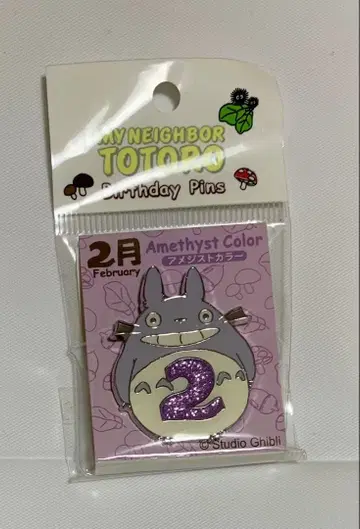 MY NEIGHBOR
TOTORO
Birthday Pins
2月
February
Amethyst Color
アメジストカラー
2
© Studio Ghibli